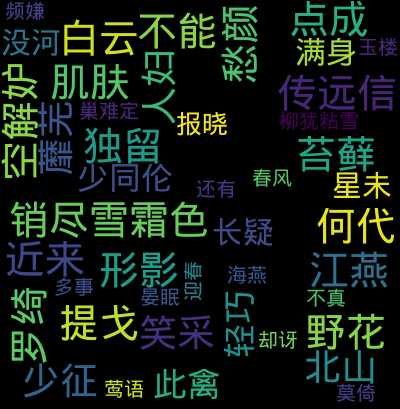 频嫌
没河
白云
不能
愁颜
点成
满身
玉楼
肌肤
妇人
传远信
空解妒
蘼芜
巢难定
报晓
柳犹粘雪
独留
苔藓
少同伦
还有
春风
星未
销尽雪霜色
长疑
何代
近来
形影
迎春
海燕
江燕
多事
晏眠
罗绮
提戈
笑采
轻巧
不真
却讶
野花
少征
莺语
此禽
北山
莫倚